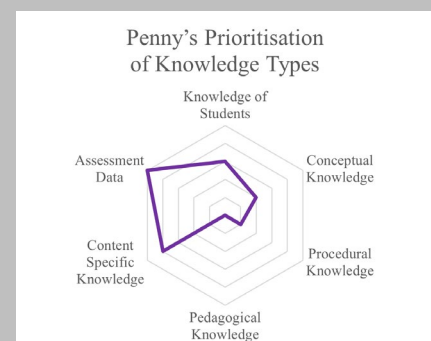 Penny's Prioritisation
of Knowledge Types
Knowledge of
Students
Assessment
Data
Conceptual
Knowledge
Content
Specific
Knowledge
Procedural
Knowledge
Pedagogical
Knowledge